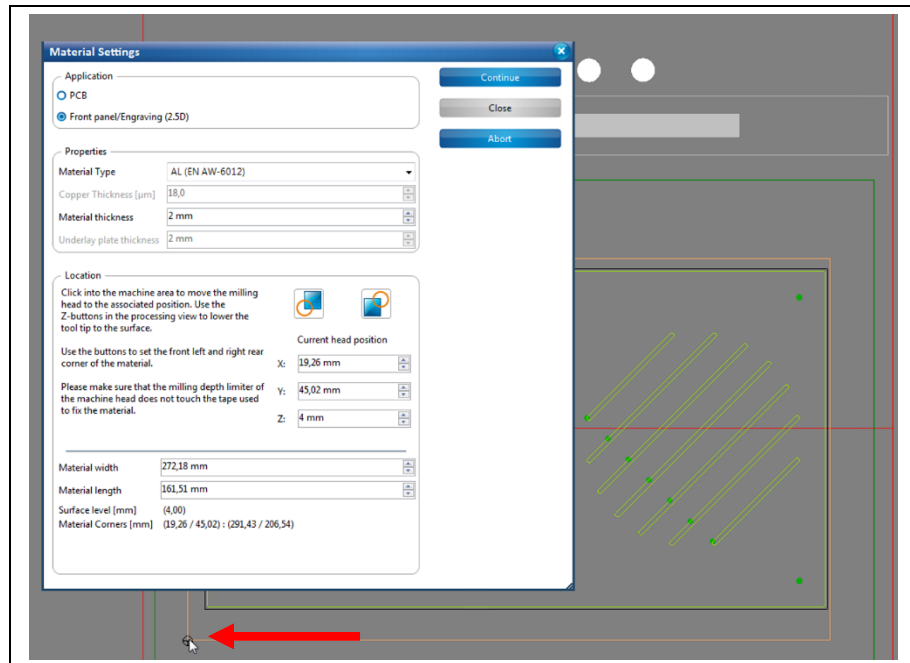 Material Settings
Application
PCB
Front panel/Engraving (2.5D)
Continue
Close
Abort
Properties
Material Type AL (EN AW-6012)
Copper Thickness [µm] 18,0
Material thickness 2 mm
Underlay plate thickness 2 mm
Location
Click into the machine area to move the milling
head to the associated position. Use the
Z-buttons in the processing view to lower the
tool tip to the surface.
Use the buttons to set the front left and right rear
corner of the material.
Please make sure that the milling depth limiter of
the machine head does not touch the tape used
to fix the material.
Current head position
X: 19,26 mm
Y: 45,02 mm
Z: 4 mm
Material width 272,18 mm
Material length 161,51 mm
Surface level [mm] (4,00)
Material Corners [mm] (19,26 / 45,02) : (291,43 / 206,54)